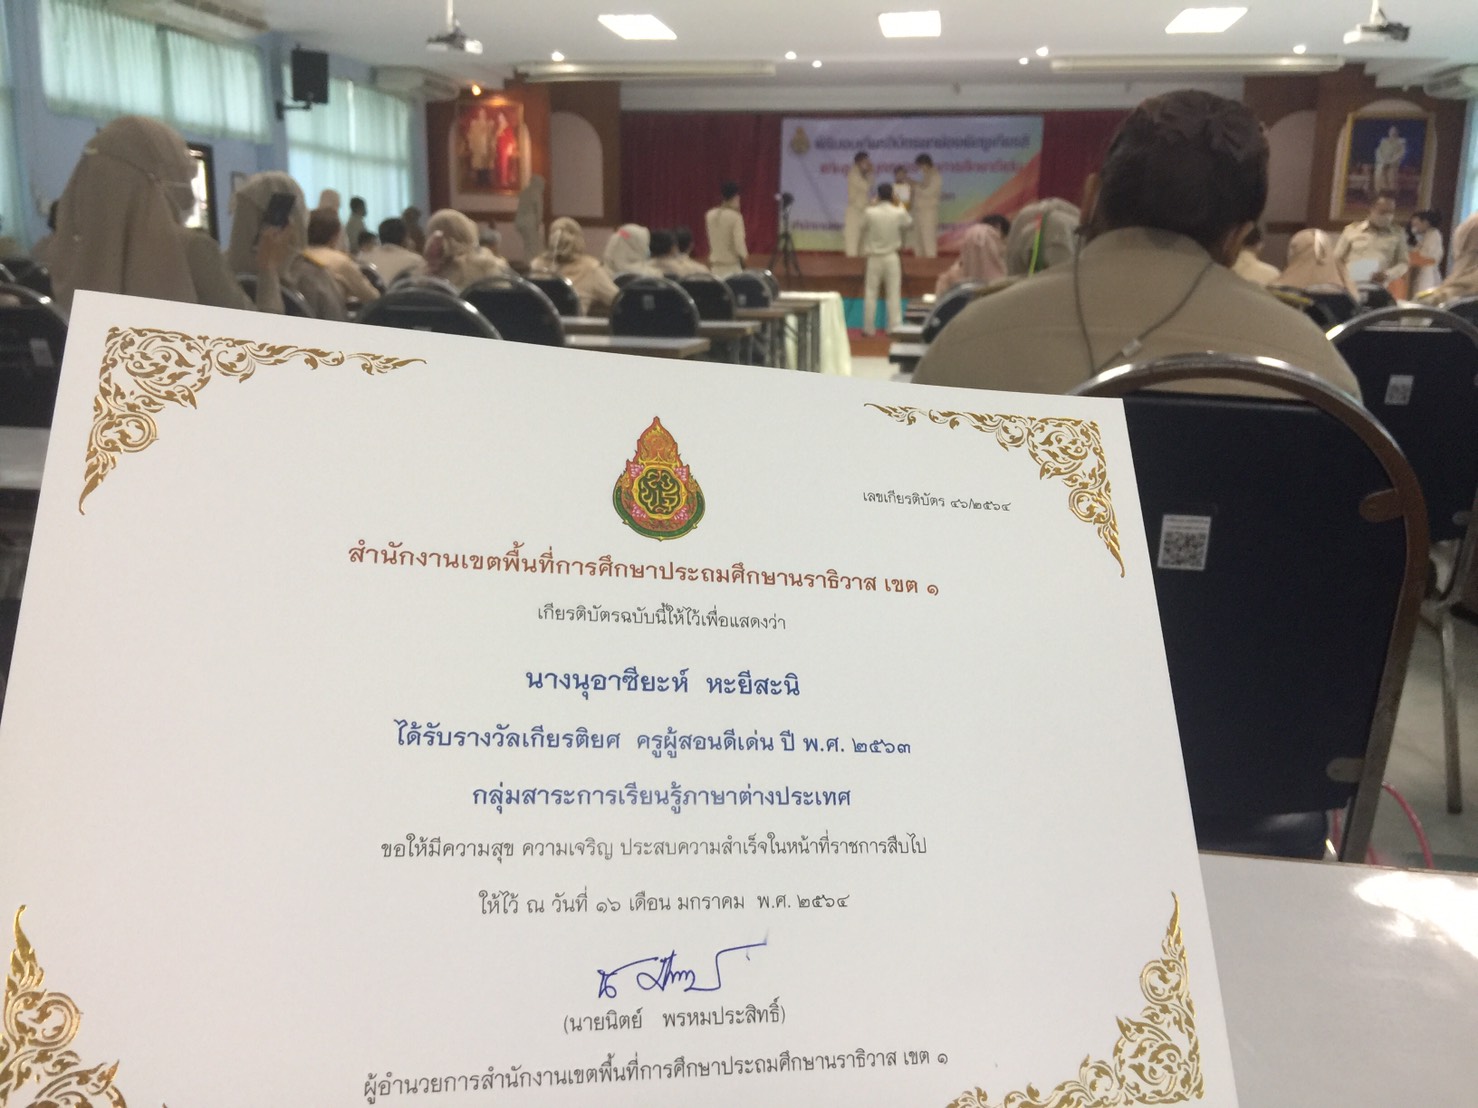 เลขเกียรติบัตร ๔๖/๒๕๖๔
สำนักงานเขตพื้นที่การศึกษาประถมศึกษานราธิวาส เขต ๑
เกียรติบัตรฉบับนี้ให้ไว้เพื่อแสดงว่า
นางนุอาซียะห์ หะยีสะนิ
ได้รับรางวัลเกียรติยศ ครูผู้สอนดีเด่น ปี พ.ศ. ๒๕๖๓
กลุ่มสาระการเรียนรู้ภาษาต่างประเทศ
ขอให้มีความสุข ความเจริญ ประสบความสำเร็จในหน้าที่ราชการสืบไป
ให้ไว้ ณ วันที่ ๑๖ เดือน มกราคม พ.ศ. ๒๕๖๔
(นายนิตย์ พรหมประสิทธิ์)
ผู้อำนวยการสำนักงานเขตพื้นที่การศึกษาประถมศึกษานราธิวาส เขต ๑